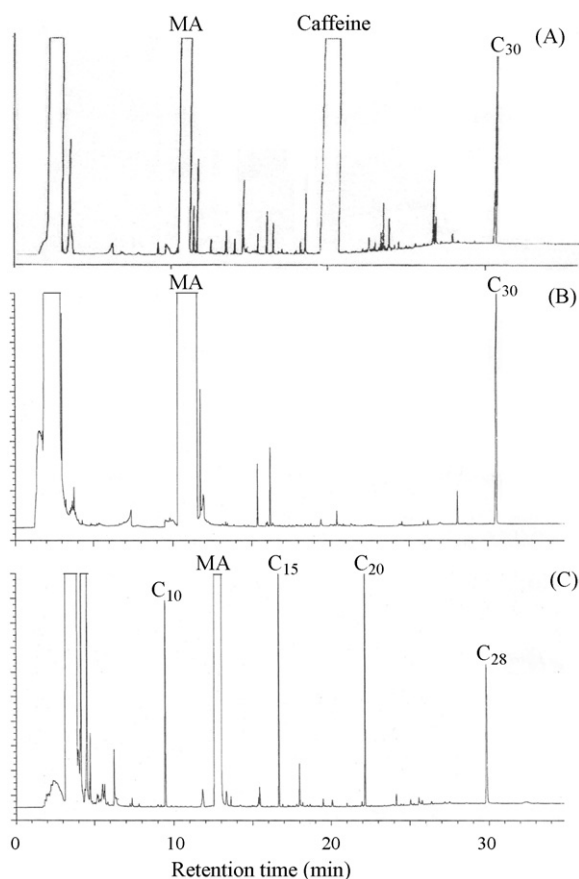 MA Caffeine
C₃₀ (A)
MA C₃₀ (B)
MA C₁₅ C₂₀ (C)
C₁₀
C₂₈
0 10 20 30
Retention time (min)